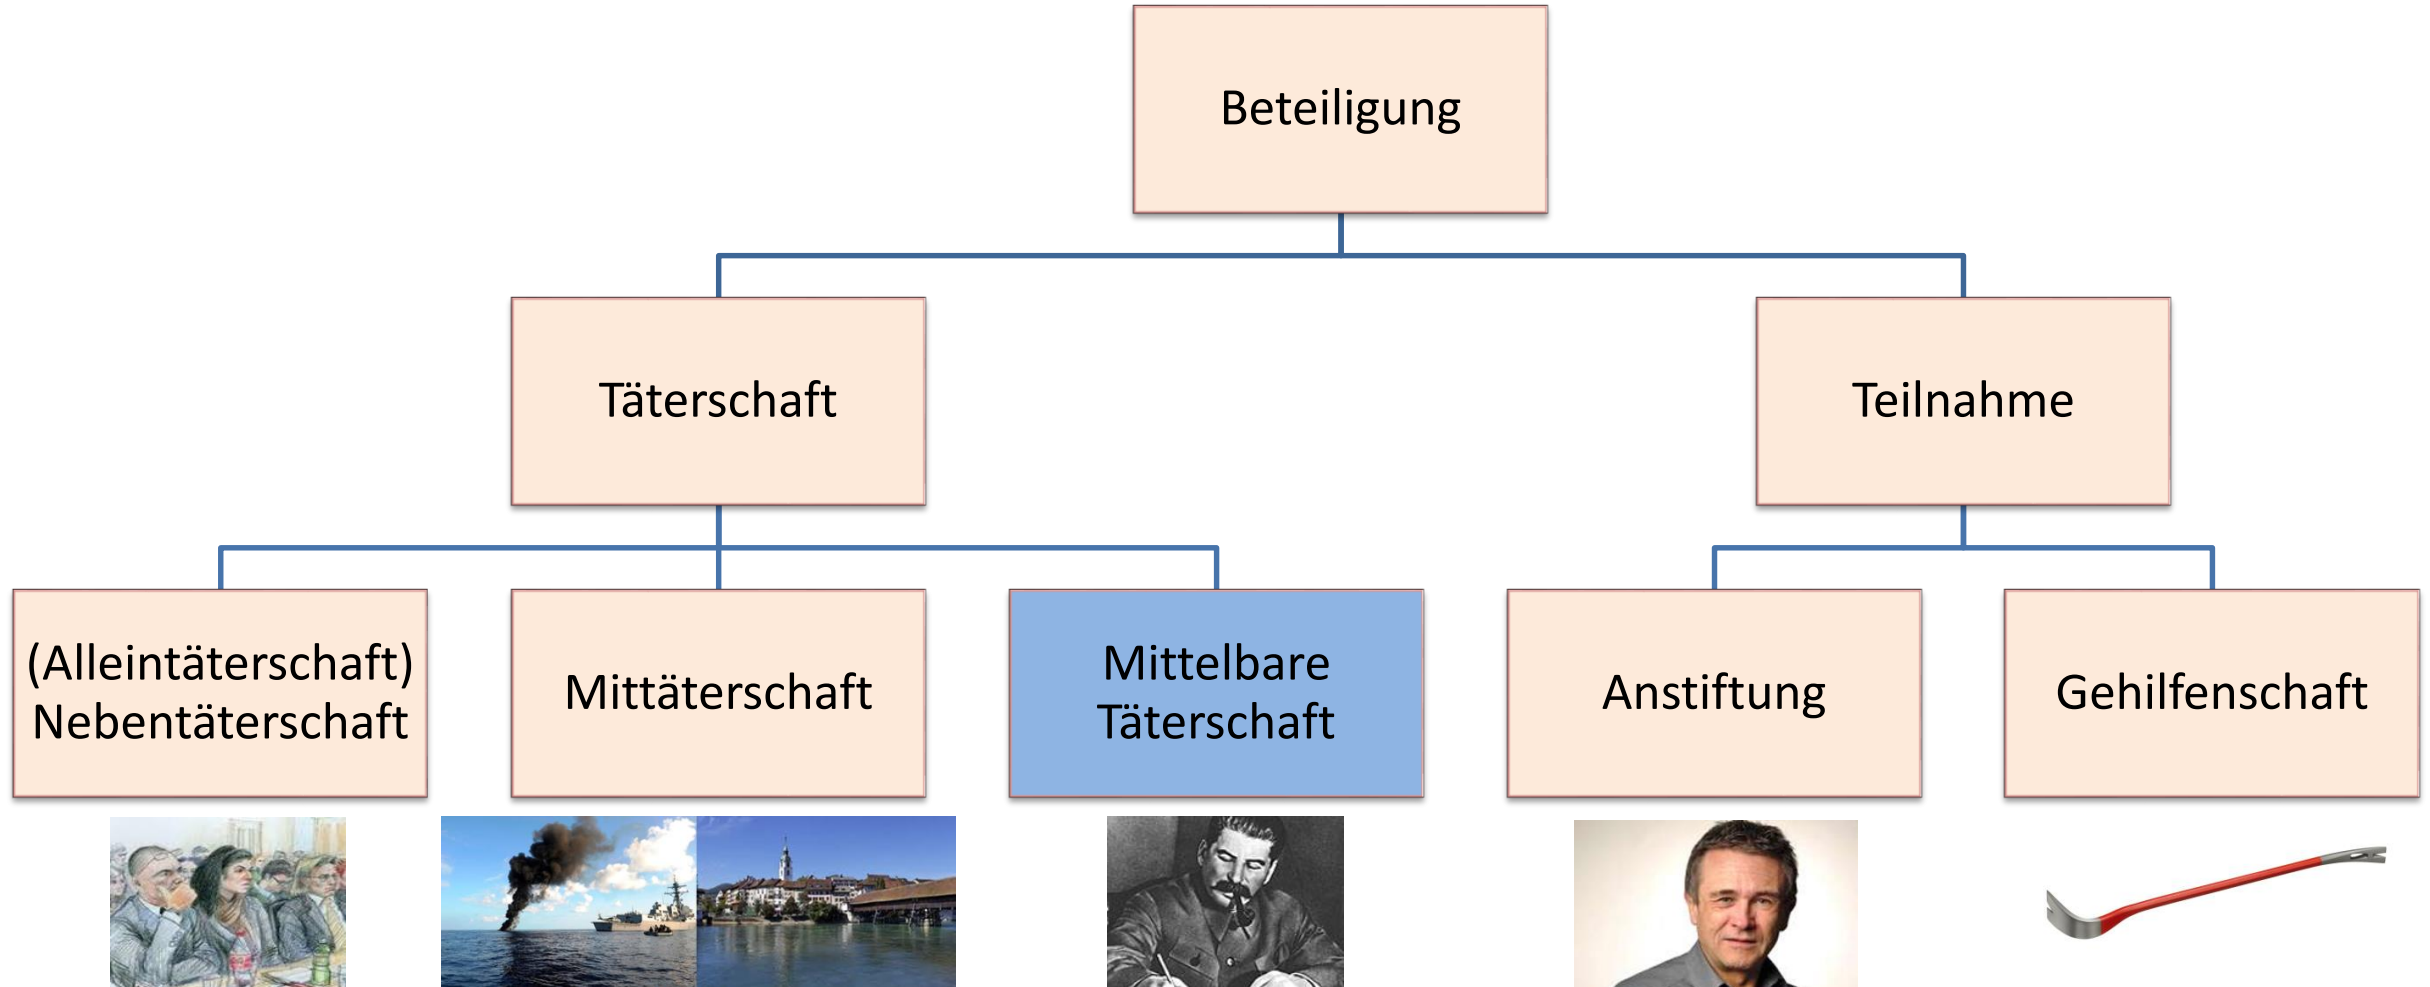 Beteiligung
Täterschaft
Teilnahme
(Alleintäterschaft)
Nebentäterschaft
Mittäterschaft
Mittelbare
Täterschaft
Anstiftung
Gehilfenschaft